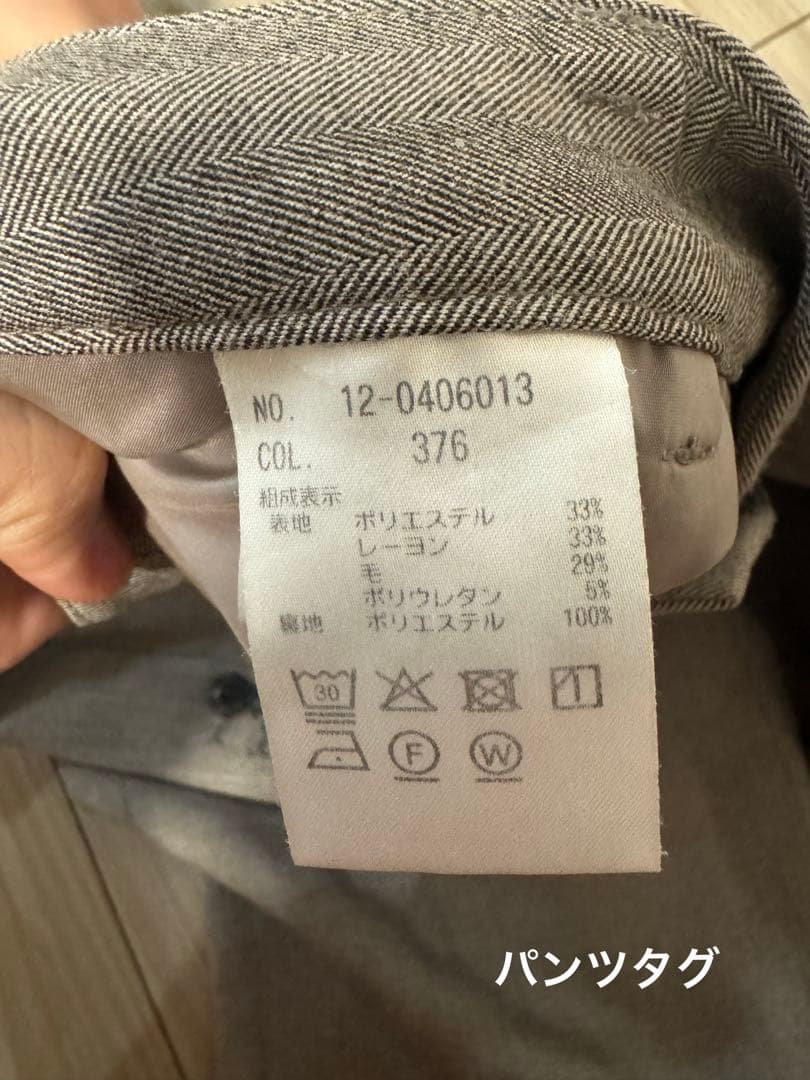 NO. 12-0406013
COL. 376
組成表示
表地 ポリエステル 33%
レーヨン 33%
毛 29%
ポリウレタン 5%
裏地 ポリエステル 100%
30
F W
パンツタグ